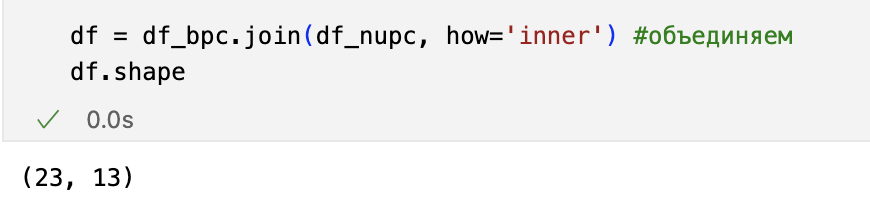 df = df_bpc.join(df_nupc, how='inner') #объединяем
df.shape
0.0s
(23, 13)